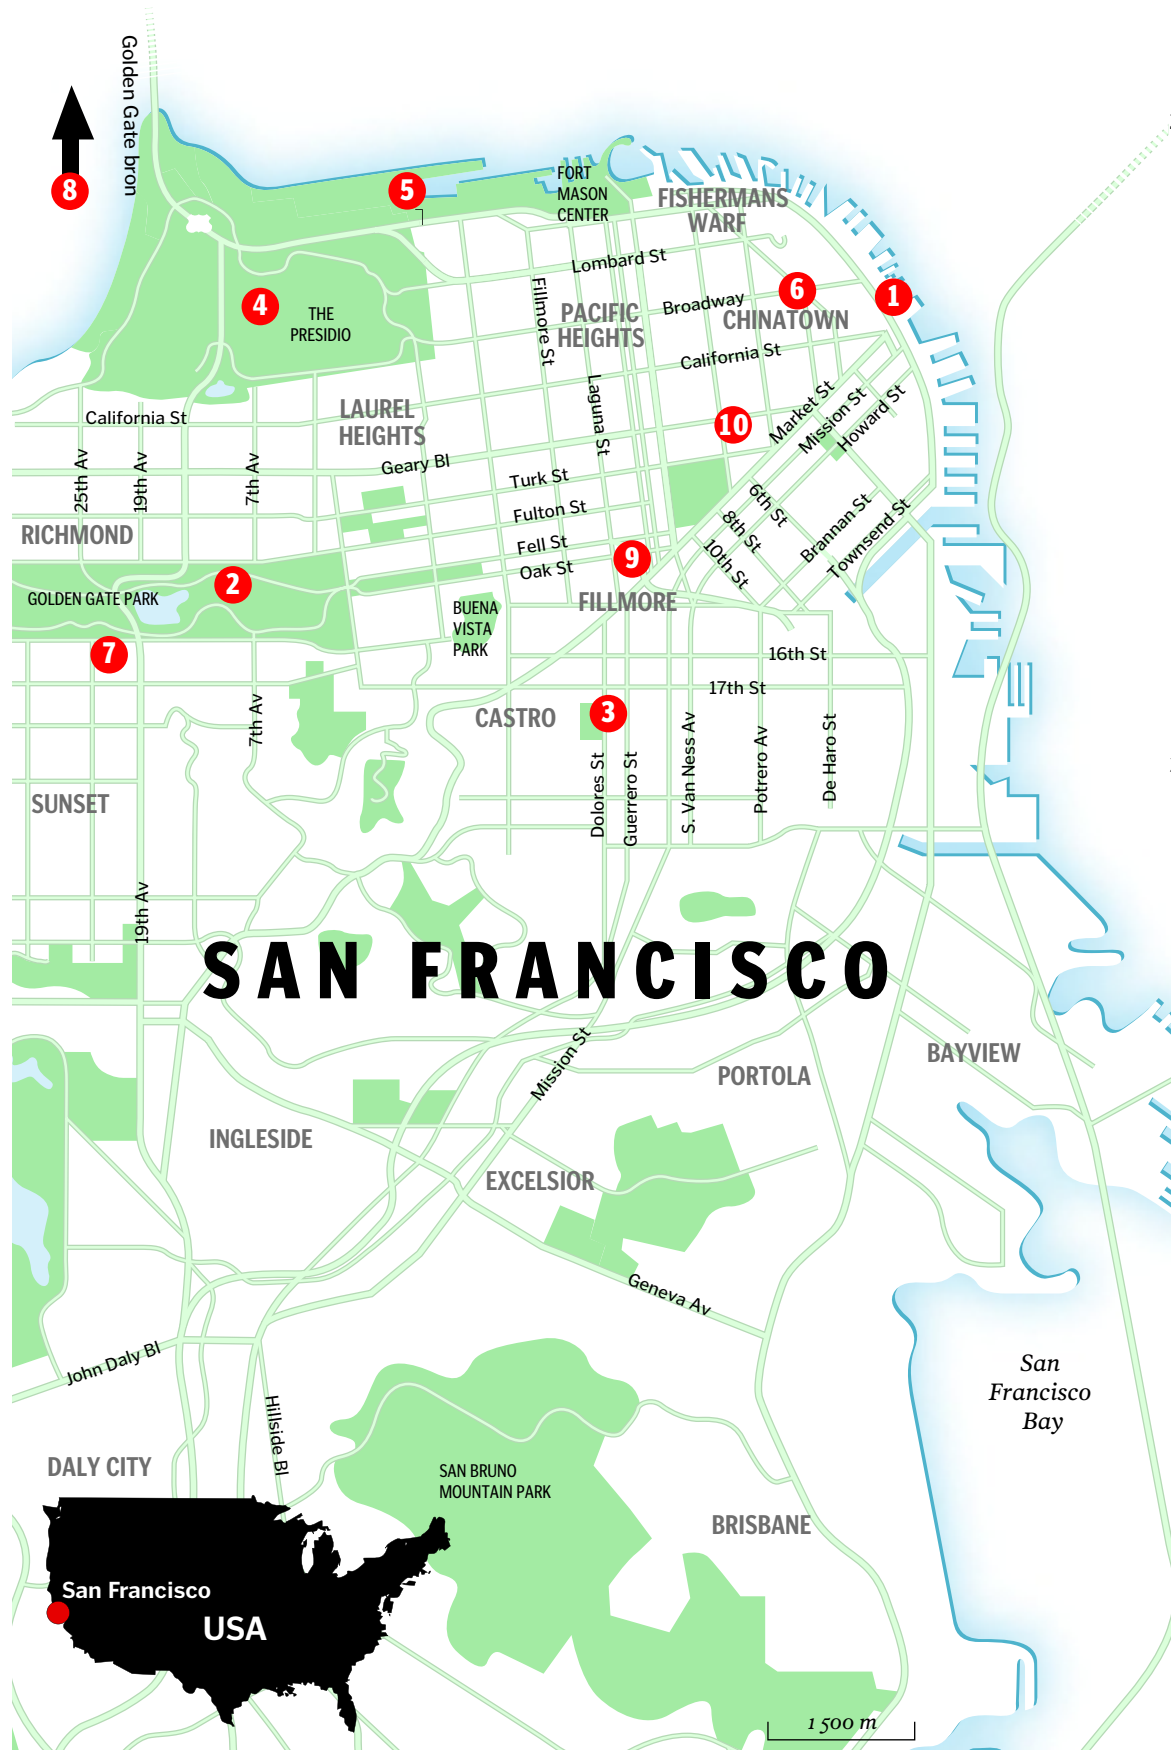 Golden Gate bron
8
5
FORT
MASON
CENTER
FISHERMANS
WARF
Lombard St
4
THE
PRESIDIO
Fillmore St
PACIFIC
HEIGHTS
Broadway
6
1
CHINATOWN
California St
California St
LAUREL
HEIGHTS
Laguna St
10
Market St
Mission St
Howard St
25th Av
19th Av
7th Av
Geary Bl
Turk St
Fulton St
Fell St
Oak St
6th St
8th St
10th St
Brannan St
Townsend St
RICHMOND
9
2
GOLDEN GATE PARK
FILLMORE
BUENA
VISTA
PARK
7
16th St
17th St
7th Av
CASTRO
3
Dolores St
Guerrero St
S. Van Ness Av
Potrero Av
De Haro St
SUNSET
19th Av
SAN FRANCISCO
Mission St
BAYVIEW
PORTOLA
INGLESIDE
EXCELSIOR
Geneva Av
John Daly Bl
Hillside Bl
San
Francisco
Bay
DALY CITY
SAN BRUNO
MOUNTAIN PARK
BRISBANE
San Francisco
USA
1 500 m